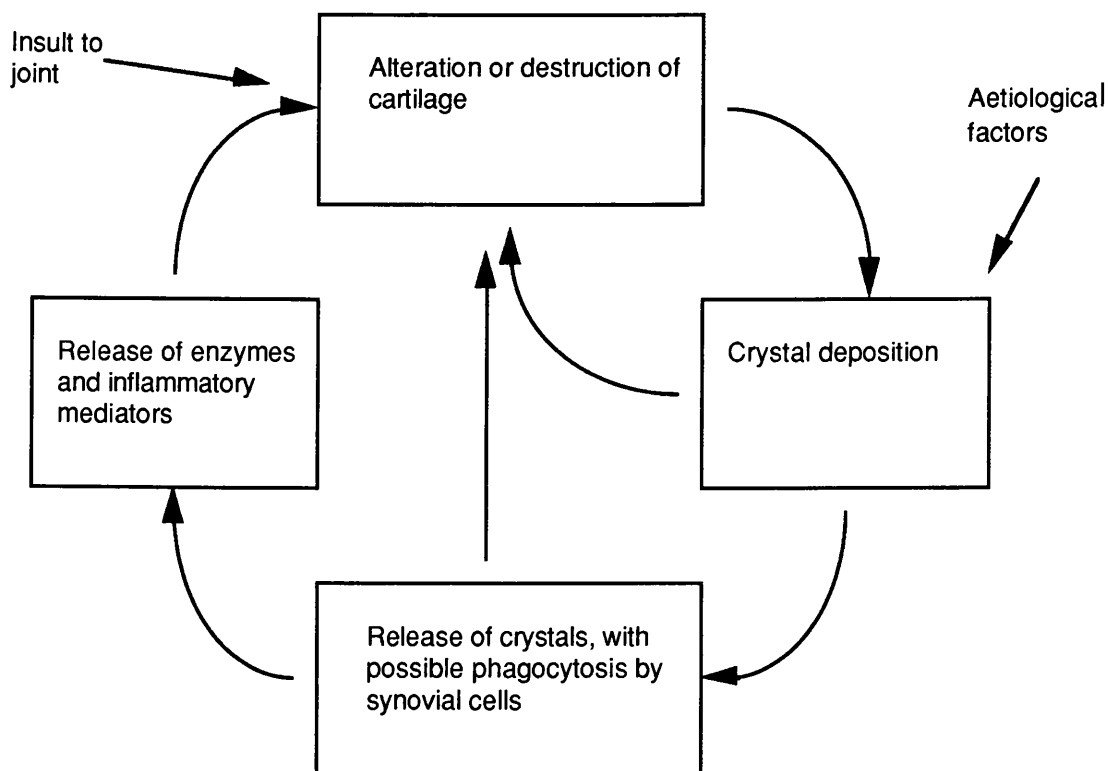 Insult to
joint
Alteration or destruction of
cartilage
Aetiological
factors
Release of enzymes
and inflammatory
mediators
Crystal deposition
Release of crystals, with
possible phagocytosis by
synovial cells